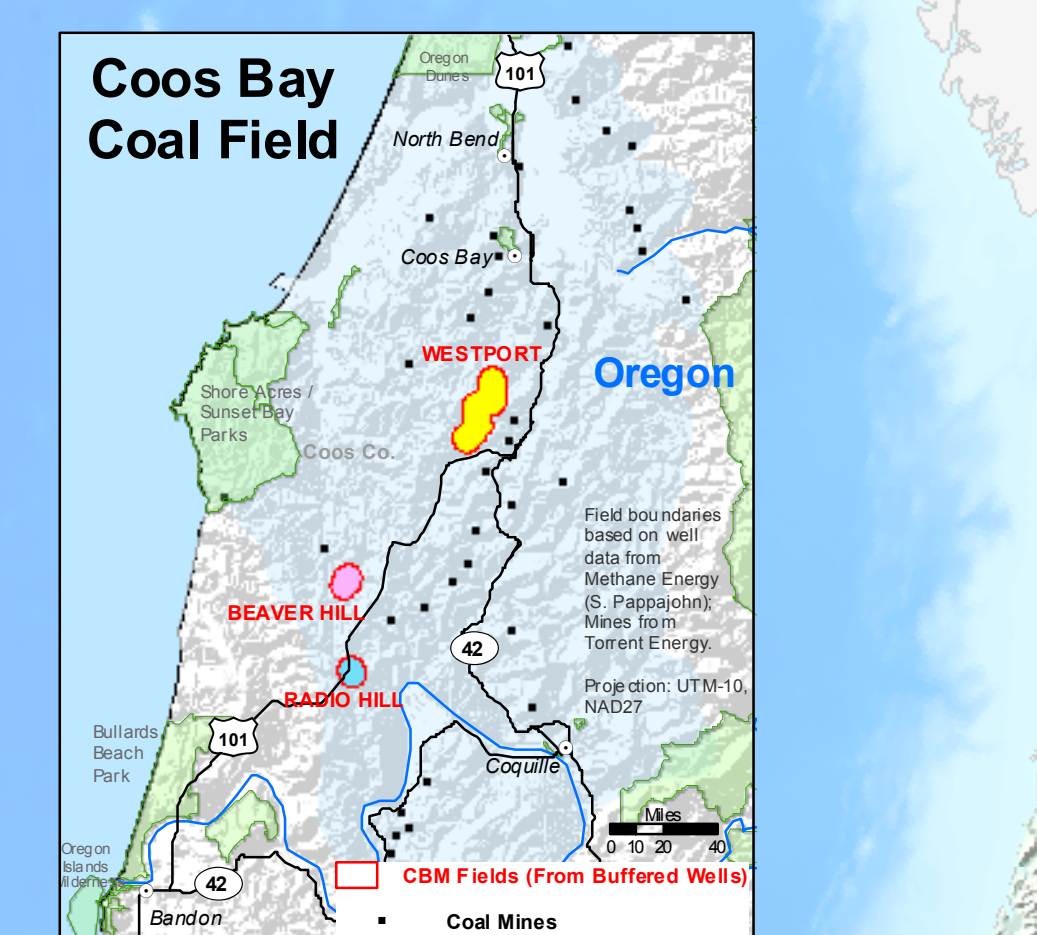 Coos Bay
Coal Field
Oregon
Dunes
101
North Bend
Coos Bay
WESTPORT
Oregon
Shore Acres /
Sunset Bay
Parks
Coos Co.
Field boundaries
based on well
data from
Methane Energy
(S. Pappajohn);
Mines from
Torrent Energy.
BEAVER HILL
42
RADIO HILL
Projection: UTM-10,
NAD27
Bullards
Beach
Park
101
Coquille
Miles
0 10 20 40
Oregon
Islands
Wilderness
42
Bandon
CBM Fields (From Buffered Wells)
Coal Mines